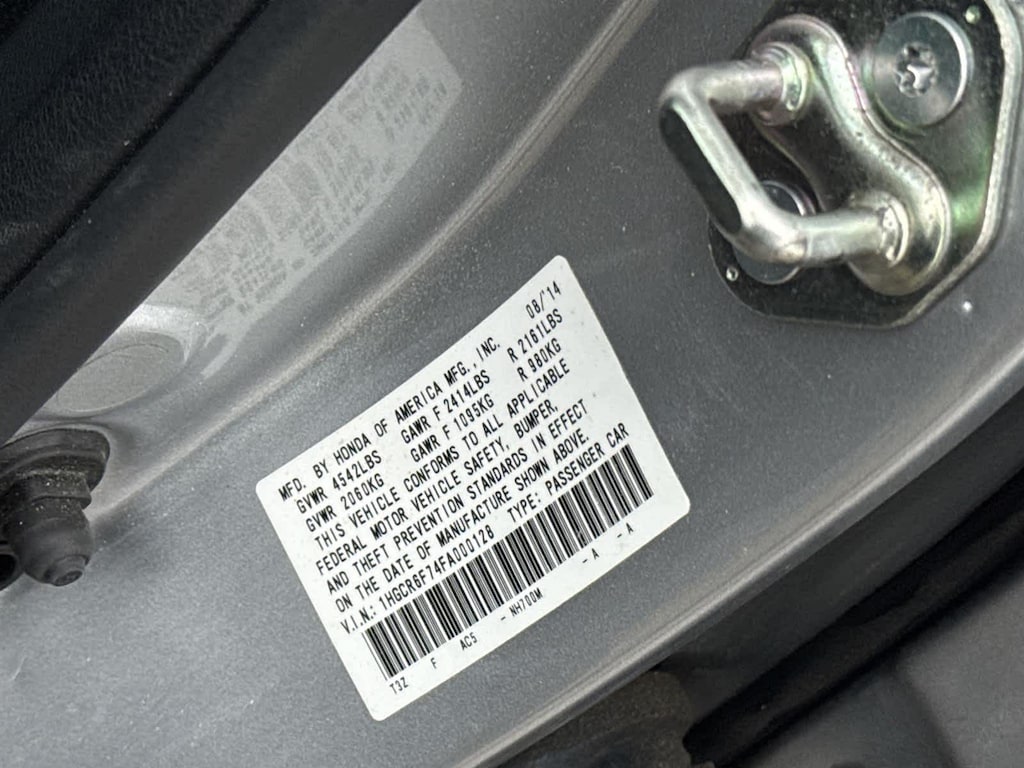 MFD. BY HONDA OF AMERICA MFG.,INC. 08/'14
GVWR 4542LBS GAWR F 2414LBS R 2161LBS
GVWR 2060KG GAWR F 1095KG R 980KG
THIS VEHICLE CONFORMS TO ALL APPLICABLE
FEDERAL MOTOR VEHICLE SAFETY, BUMPER,
AND THEFT PREVENTION STANDARDS IN EFFECT
ON THE DATE OF MANUFACTURE SHOWN ABOVE.
V.I.N.: 1HGCR6F74FA000128 TYPE: PASSENGER CAR
T3Z F AC5 - NH700M - A - A